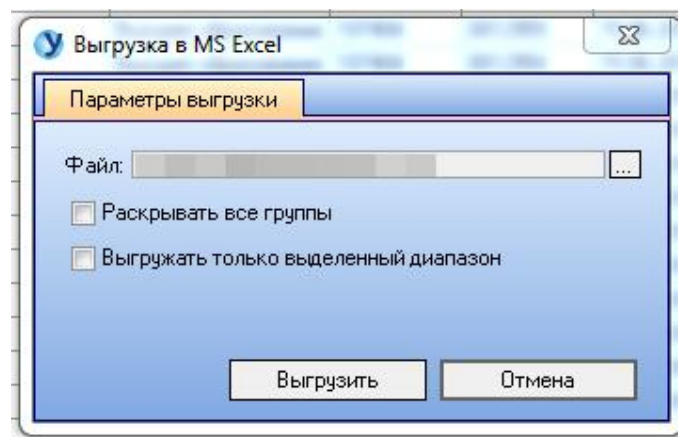 Выгрузка в MS Excel
Параметры выгрузки
Файл:
...
Раскрывать все группы
Выгружать только выделенный диапазон
Выгрузить
Отмена